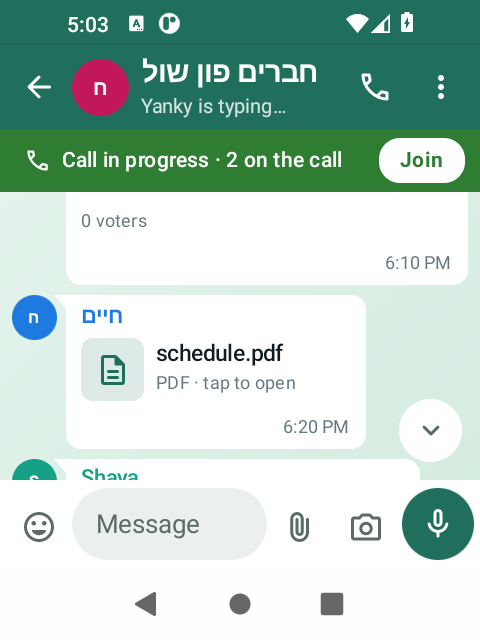 5:03
חברים פון שול
Yanky is typing...
Call in progress · 2 on the call
Join
0 voters
6:10 PM
ח
חיים
schedule.pdf
PDF · tap to open
6:20 PM
Shaya
Message